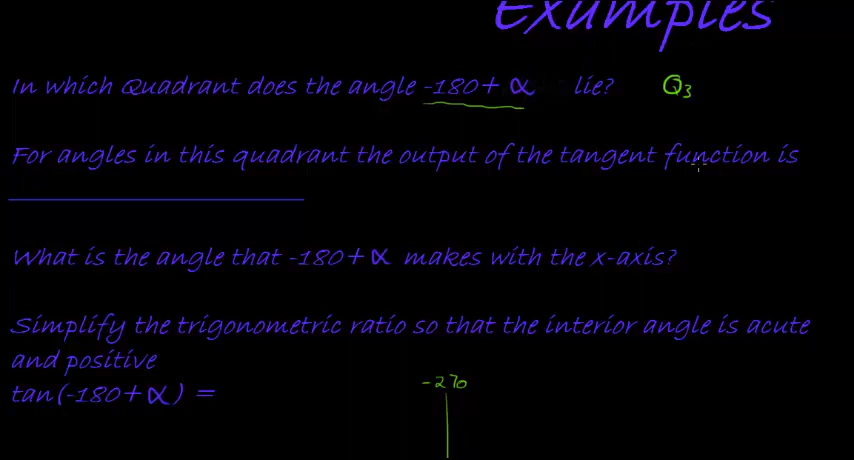 Examples
In which Quadrant does the angle -180+ α lie? Q3
For angles in this quadrant the output of the tangent function is
What is the angle that -180+α makes with the x-axis?
Simplify the trigonometric ratio so that the interior angle is acute
and positive
tan(-180+α) =
-270